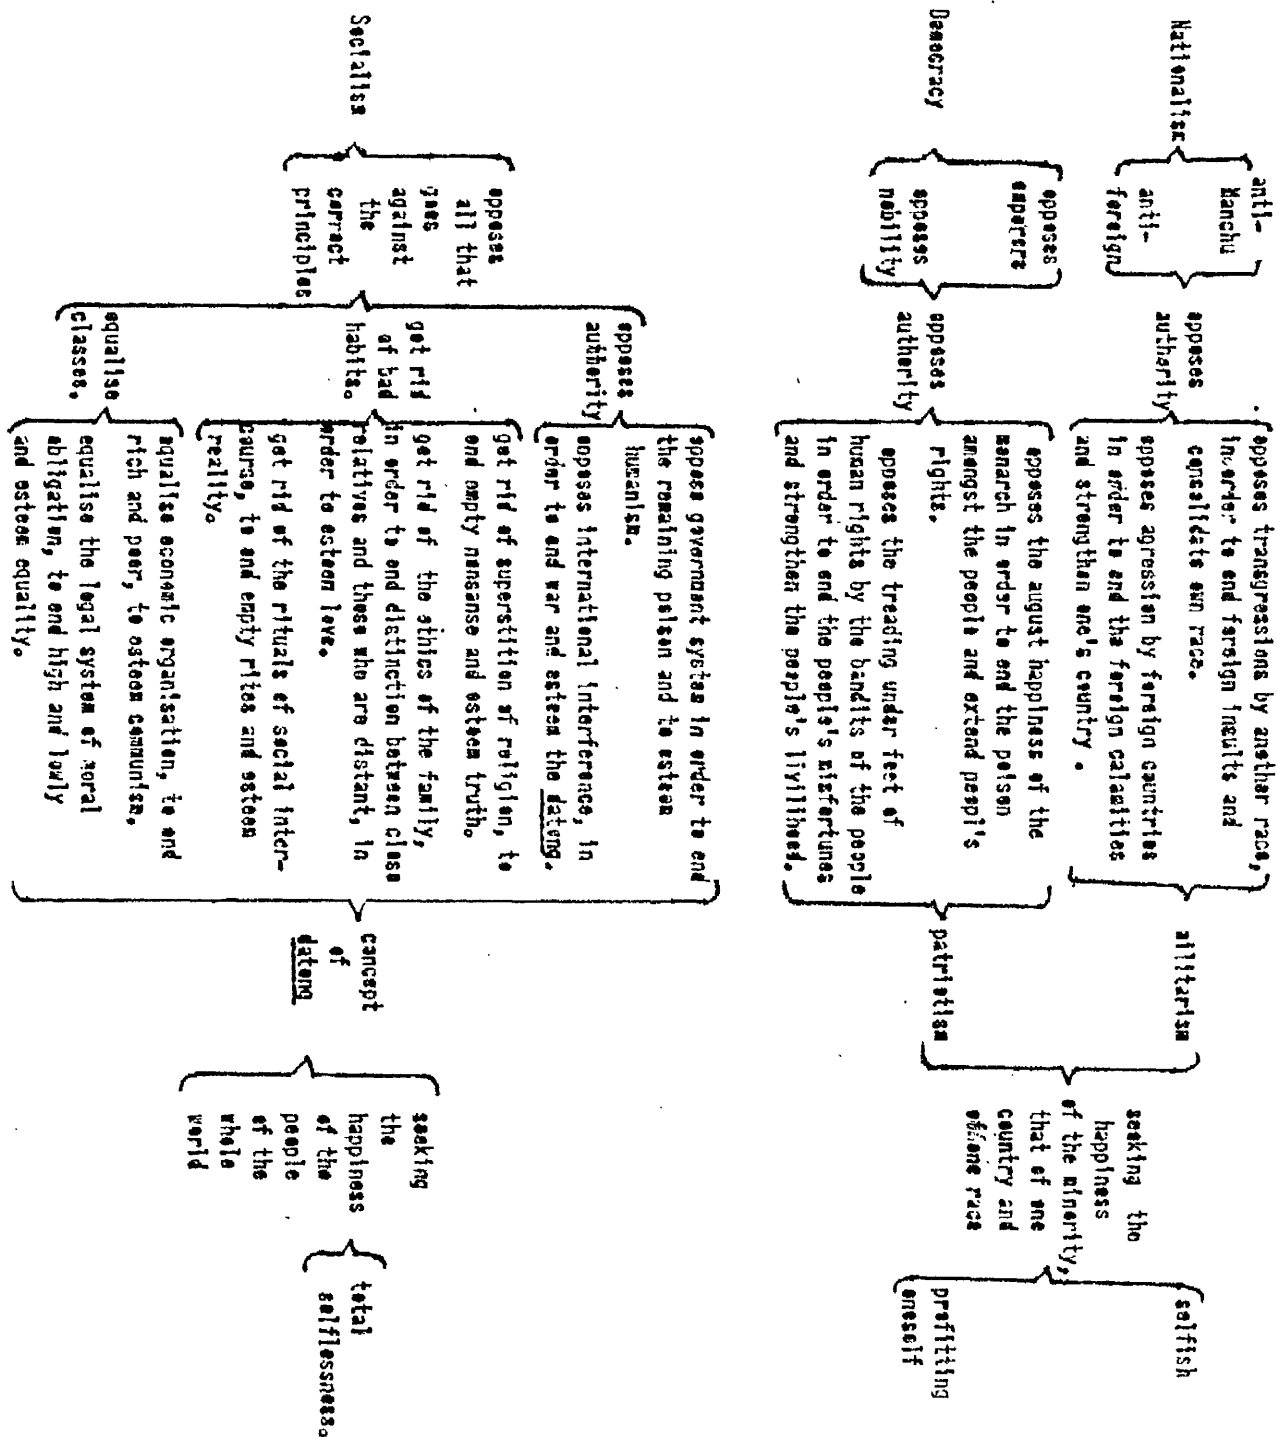 Nationalism
anti-
Manchu
anti-
foreign
opposes
authority
opposes transgressions by another race,
inorder to end foreign insults and
consolidate own race.
opposes agression by foreign countries
in order to end the foreign calamities
and strengthen one's country.
militarism
Democracy
opposes
emperors
opposes
nobility
opposes
authority
opposes the august happiness of the
monarch in order to end the poison
amongst the people and extend peopl's
rights.
opposes the treading under feet of
human rights by the bandits of the people
in order to end the people's misfortunes
and strengthen the people's livilhood.
patriotism
seeking the
happiness
of the minority,
that of one
country and
of one race
selfish
profitting
oneself
Socialism
opposes
all that
goes
against
the
correct
principles
opposes
authority
oppose government system in order to end
the remaining poison and to esteem
humanism.
oopsoes international interference, in
order to end war and esteem the datong.
get rid
of bad
habits.
get rid of superstition of religion, to
end empty nonsense and esteem truth.
get rid of the ethics of the family,
in order to end distinction between close
relatives and those who are distant, in
order to esteem love.
get rid of the rituals of social inter-
course, to end empty rites and esteem
reality.
equalise
classes.
equalise economic organisation, to end
rich and poor, to esteem communism.
equalise the legal system of moral
obligation, to end high and lowly
and esteem equality.
concept
of
datong
seeking
the
happiness
of the
people
of the
whole
world
total
selflessness.